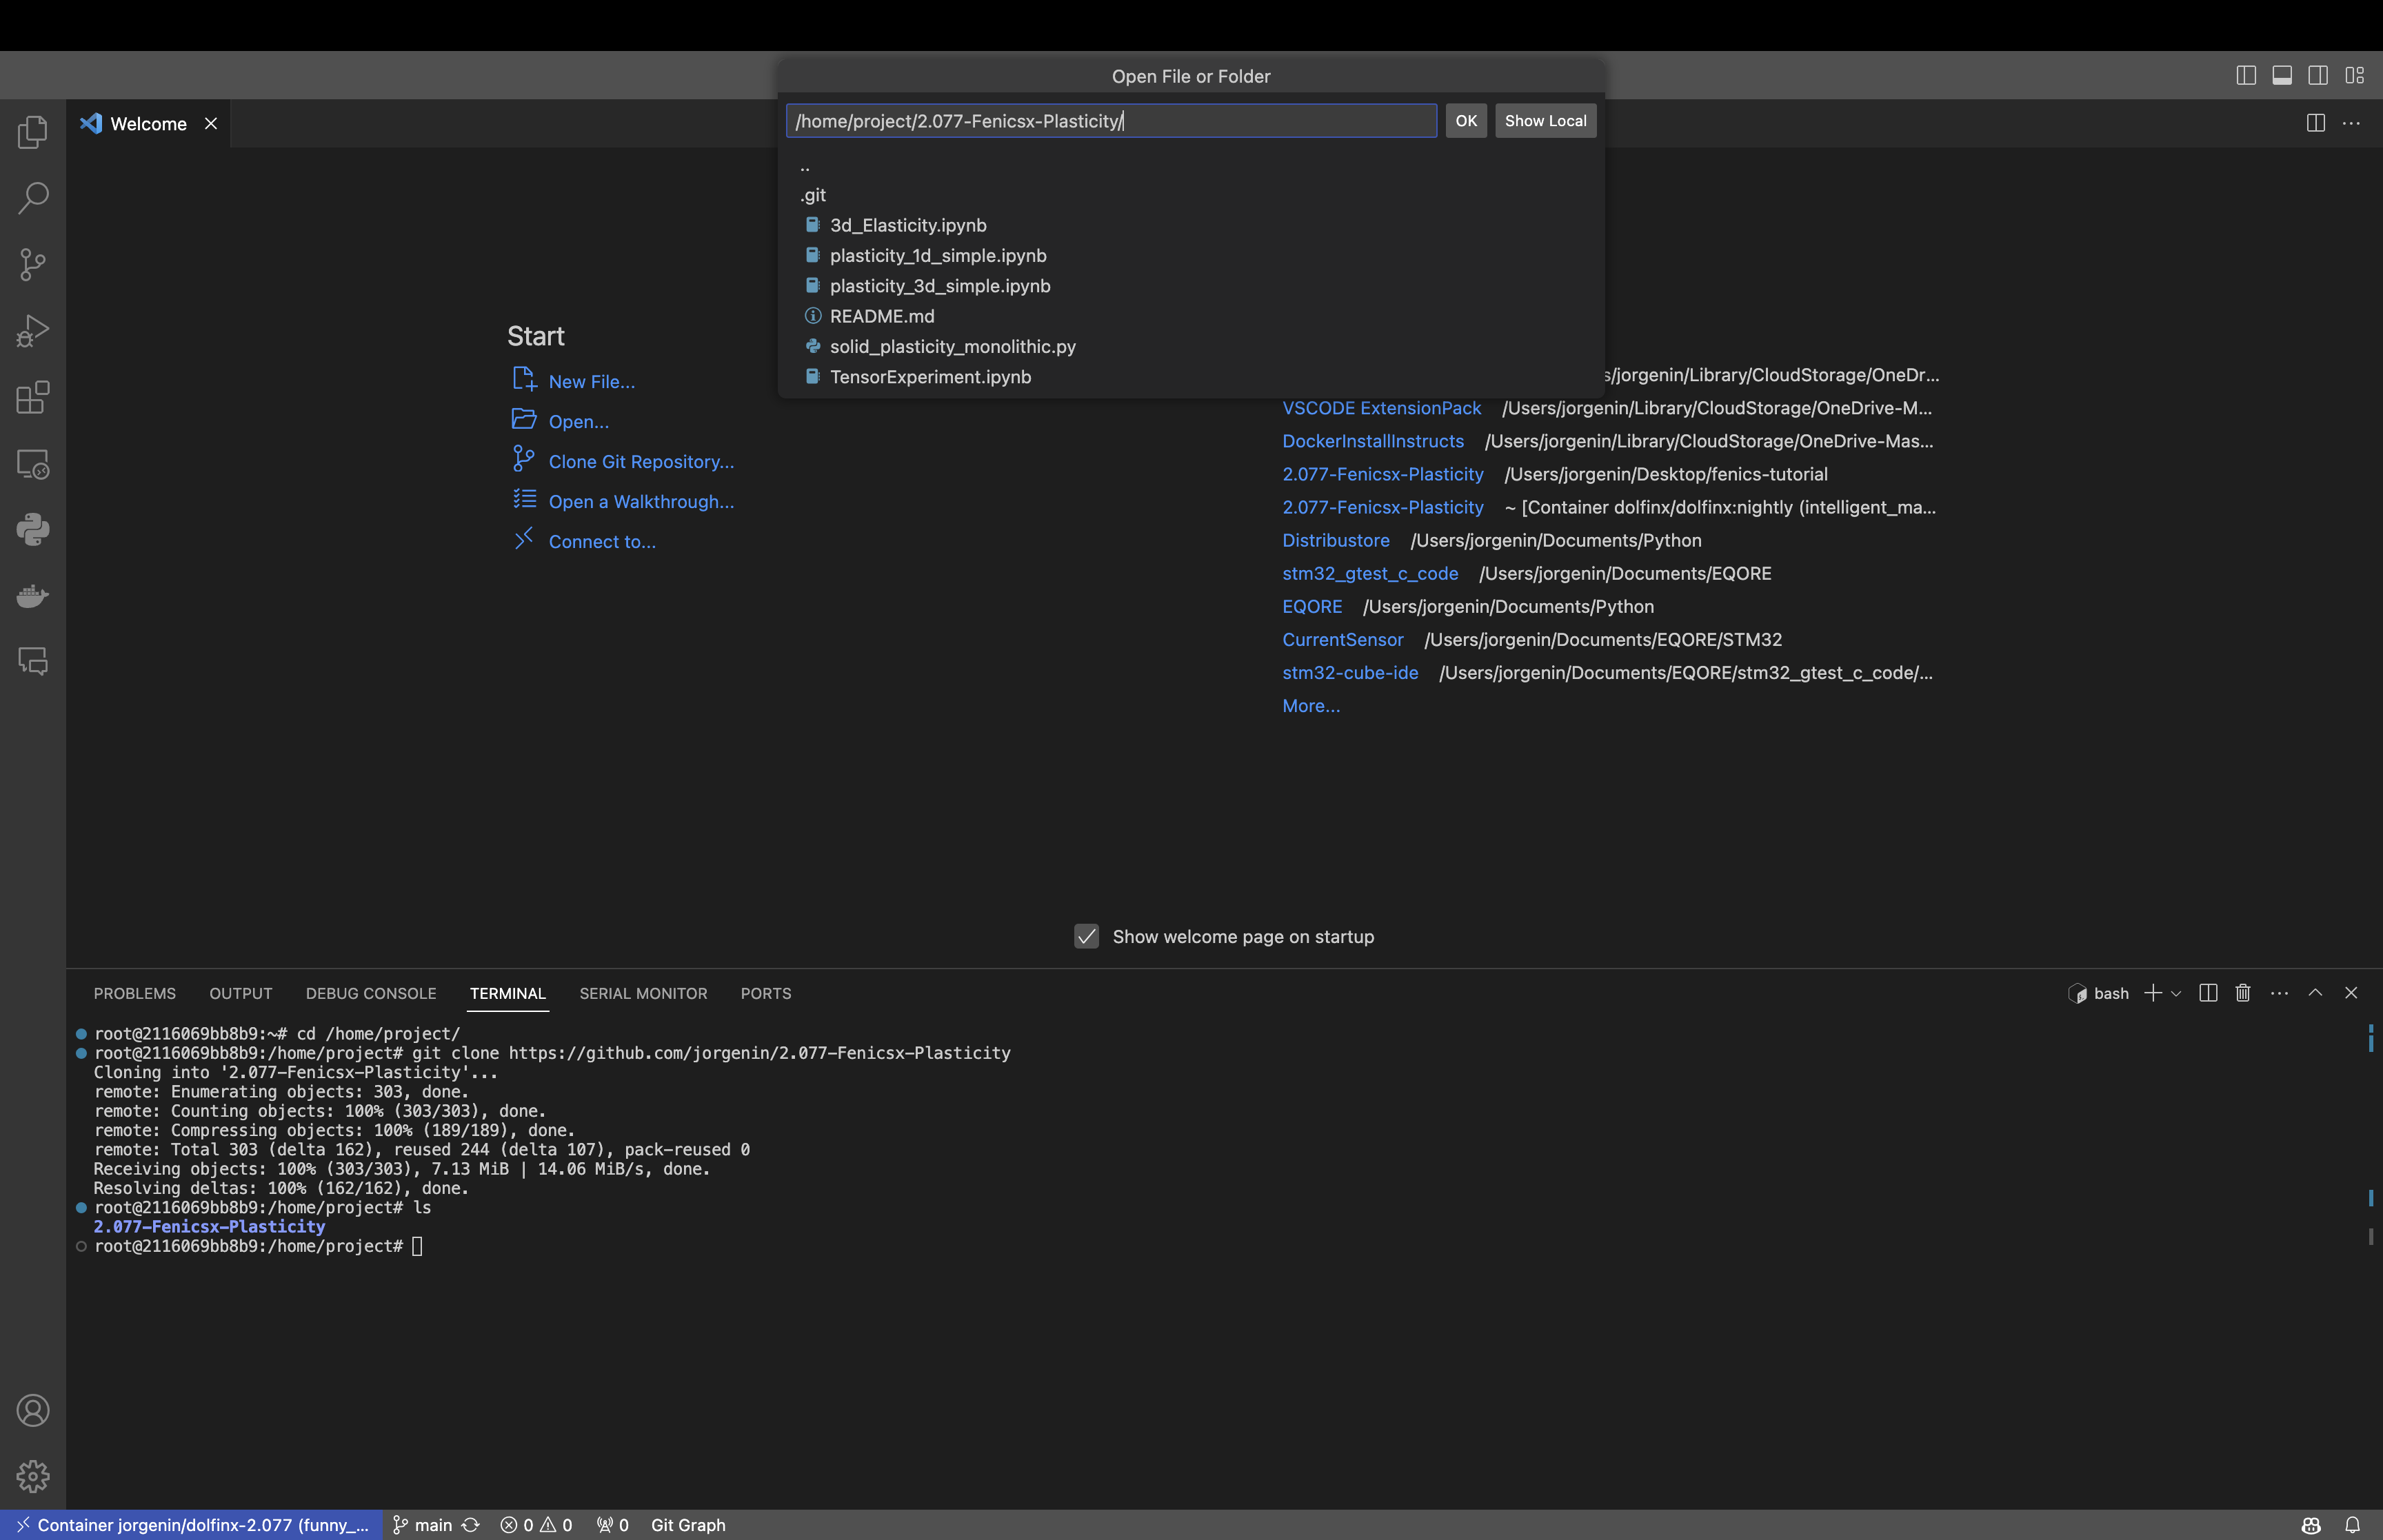 Open File or Folder
Welcome
/home/project/2.077-Fenicsx-Plasticity/
OK
Show Local
..
.git
3d_Elasticity.ipynb
plasticity_1d_simple.ipynb
plasticity_3d_simple.ipynb
README.md
solid_plasticity_monolithic.py
TensorExperiment.ipynb
Start
New File...
Open...
Clone Git Repository...
Open a Walkthrough...
Connect to...
s/jorgenin/Library/CloudStorage/OneDr...
VSCODE ExtensionPack /Users/jorgenin/Library/CloudStorage/OneDrive-M...
DockerInstallInstructs /Users/jorgenin/Library/CloudStorage/OneDrive-Mas...
2.077-Fenicsx-Plasticity /Users/jorgenin/Desktop/fenics-tutorial
2.077-Fenicsx-Plasticity ~ [Container dolfinx/dolfinx:nightly (intelligent_ma...
Distribustore /Users/jorgenin/Documents/Python
stm32_gtest_c_code /Users/jorgenin/Documents/EQORE
EQORE /Users/jorgenin/Documents/Python
CurrentSensor /Users/jorgenin/Documents/EQORE/STM32
stm32-cube-ide /Users/jorgenin/Documents/EQORE/stm32_gtest_c_code/...
More...
Show welcome page on startup
PROBLEMS OUTPUT DEBUG CONSOLE TERMINAL SERIAL MONITOR PORTS
bash
root@2116069bb8b9:~# cd /home/project/
root@2116069bb8b9:/home/project# git clone https://github.com/jorgenin/2.077-Fenicsx-Plasticity
Cloning into '2.077-Fenicsx-Plasticity'...
remote: Enumerating objects: 303, done.
remote: Counting objects: 100% (303/303), done.
remote: Compressing objects: 100% (189/189), done.
remote: Total 303 (delta 162), reused 244 (delta 107), pack-reused 0
Receiving objects: 100% (303/303), 7.13 MiB | 14.06 MiB/s, done.
Resolving deltas: 100% (162/162), done.
root@2116069bb8b9:/home/project# ls
2.077-Fenicsx-Plasticity
root@2116069bb8b9:/home/project#
Container jorgenin/dolfinx-2.077 (funny_... main 0 0 0 Git Graph